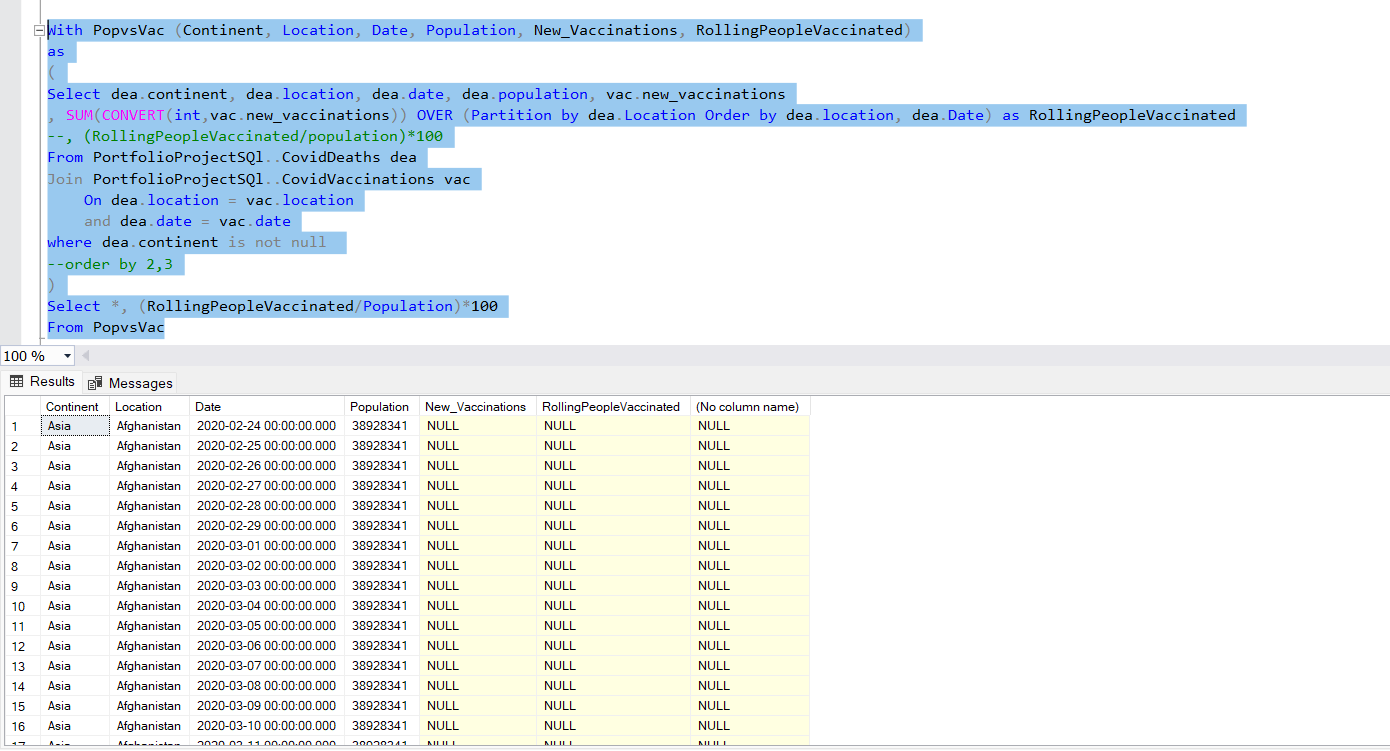 With PopvsVac (Continent, Location, Date, Population, New_Vaccinations, RollingPeopleVaccinated)
as
(
Select dea.continent, dea.location, dea.date, dea.population, vac.new_vaccinations
, SUM(CONVERT(int,vac.new_vaccinations)) OVER (Partition by dea.Location Order by dea.location, dea.Date) as RollingPeopleVaccinated
--, (RollingPeopleVaccinated/population)*100
From PortfolioProjectSQl..CovidDeaths dea
Join PortfolioProjectSQl..CovidVaccinations vac
On dea.location = vac.location
and dea.date = vac.date
where dea.continent is not null
--order by 2,3
)
Select *, (RollingPeopleVaccinated/Population)*100
From PopvsVac
100 %
Results Messages
Continent Location Date Population New_Vaccinations RollingPeopleVaccinated (No column name)
1 Asia Afghanistan 2020-02-24 00:00:00.000 38928341 NULL NULL NULL
2 Asia Afghanistan 2020-02-25 00:00:00.000 38928341 NULL NULL NULL
3 Asia Afghanistan 2020-02-26 00:00:00.000 38928341 NULL NULL NULL
4 Asia Afghanistan 2020-02-27 00:00:00.000 38928341 NULL NULL NULL
5 Asia Afghanistan 2020-02-28 00:00:00.000 38928341 NULL NULL NULL
6 Asia Afghanistan 2020-02-29 00:00:00.000 38928341 NULL NULL NULL
7 Asia Afghanistan 2020-03-01 00:00:00.000 38928341 NULL NULL NULL
8 Asia Afghanistan 2020-03-02 00:00:00.000 38928341 NULL NULL NULL
9 Asia Afghanistan 2020-03-03 00:00:00.000 38928341 NULL NULL NULL
10 Asia Afghanistan 2020-03-04 00:00:00.000 38928341 NULL NULL NULL
11 Asia Afghanistan 2020-03-05 00:00:00.000 38928341 NULL NULL NULL
12 Asia Afghanistan 2020-03-06 00:00:00.000 38928341 NULL NULL NULL
13 Asia Afghanistan 2020-03-07 00:00:00.000 38928341 NULL NULL NULL
14 Asia Afghanistan 2020-03-08 00:00:00.000 38928341 NULL NULL NULL
15 Asia Afghanistan 2020-03-09 00:00:00.000 38928341 NULL NULL NULL
16 Asia Afghanistan 2020-03-10 00:00:00.000 38928341 NULL NULL NULL